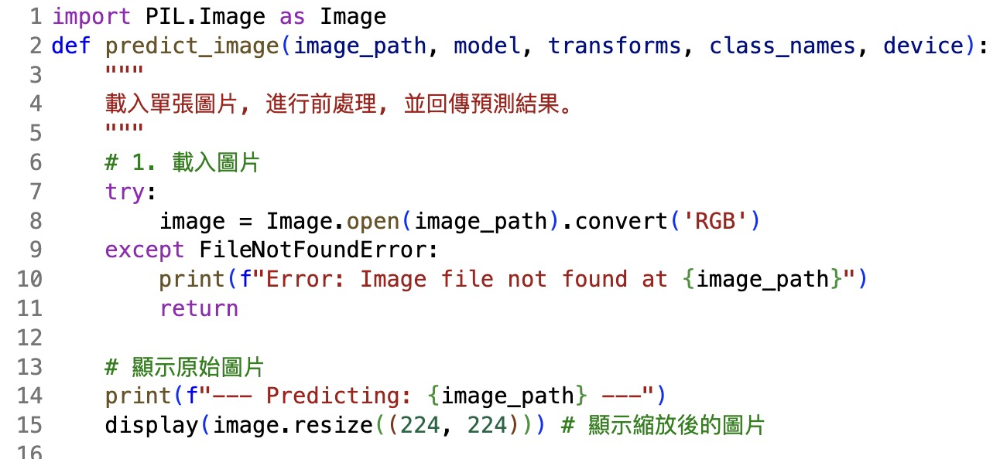 1 import PIL.Image as Image
2 def predict_image(image_path, model, transforms, class_names, device):
3     """
4     載入單張圖片, 進行前處理, 並回傳預測結果。
5     """
6     # 1. 載入圖片
7     try:
8         image = Image.open(image_path).convert('RGB')
9     except FileNotFoundError:
10         print(f"Error: Image file not found at {image_path}")
11         return
12
13     # 顯示原始圖片
14     print(f"--- Predicting: {image_path} ---")
15     display(image.resize((224, 224))) # 顯示縮放後的圖片
16